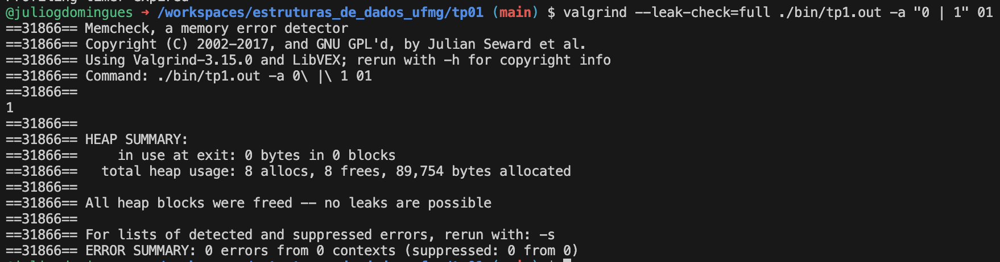 Profiling timer expired
@juliogdomingues → /workspaces/estruturas_de_dados_ufmg/tp01 (main) $ valgrind --leak-check=full ./bin/tp1.out -a "0 | 1" 01
==31866== Memcheck, a memory error detector
==31866== Copyright (C) 2002-2017, and GNU GPL'd, by Julian Seward et al.
==31866== Using Valgrind-3.15.0 and LibVEX; rerun with -h for copyright info
==31866== Command: ./bin/tp1.out -a 0\ |\ 1 01
==31866==
1
==31866==
==31866== HEAP SUMMARY:
==31866==     in use at exit: 0 bytes in 0 blocks
==31866==   total heap usage: 8 allocs, 8 frees, 89,754 bytes allocated
==31866==
==31866== All heap blocks were freed -- no leaks are possible
==31866==
==31866== For lists of detected and suppressed errors, rerun with: -s
==31866== ERROR SUMMARY: 0 errors from 0 contexts (suppressed: 0 from 0)